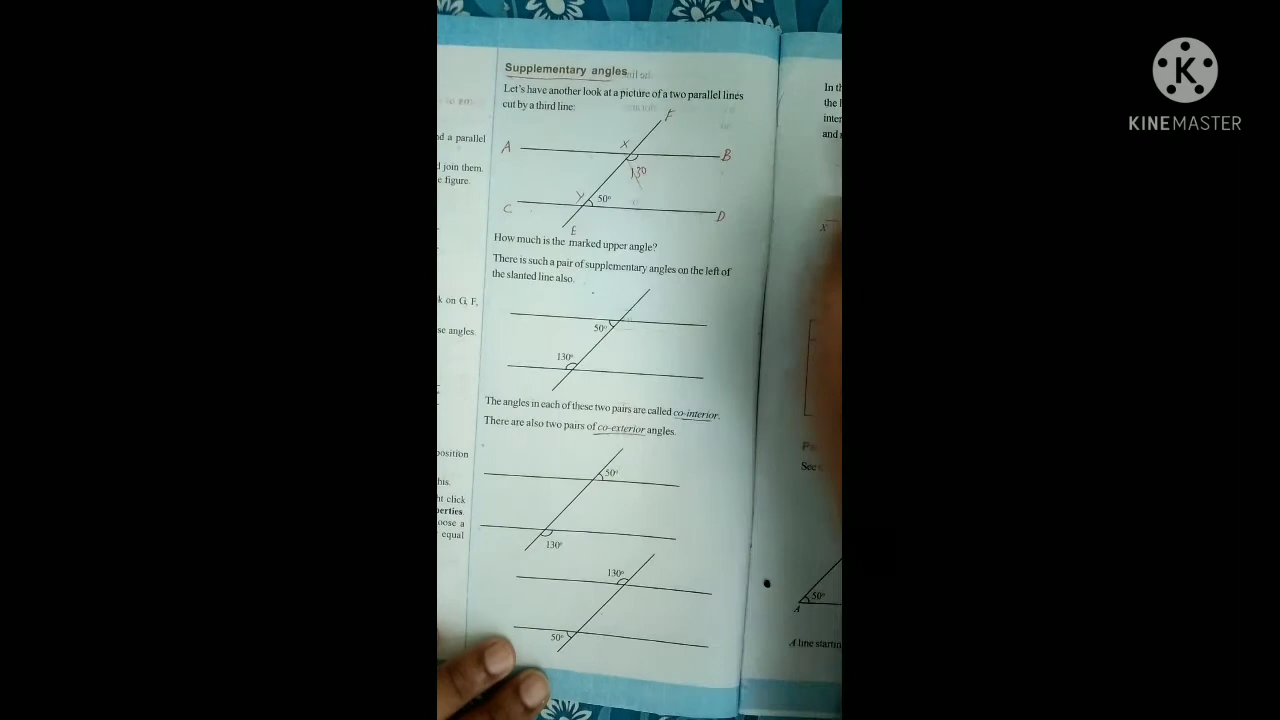 Supplementary angles
Let's have another look at a picture of a two parallel lines
cut by a third line:
F
A
X
B
130
Y
50°
C
D
E
How much is the marked upper angle?
There is such a pair of supplementary angles on the left of
the slanted line also.
50°
130°
The angles in each of these two pairs are called co-interior.
There are also two pairs of co-exterior angles.
50°
130°
130°
50°
d a parallel
join them.
e figure.
k on G, F,
se angles.
position
his.
ht click
perties.
oose a
equal
In th
the l
inter
and
x
See
50°
A
A line startin
KINEMASTER